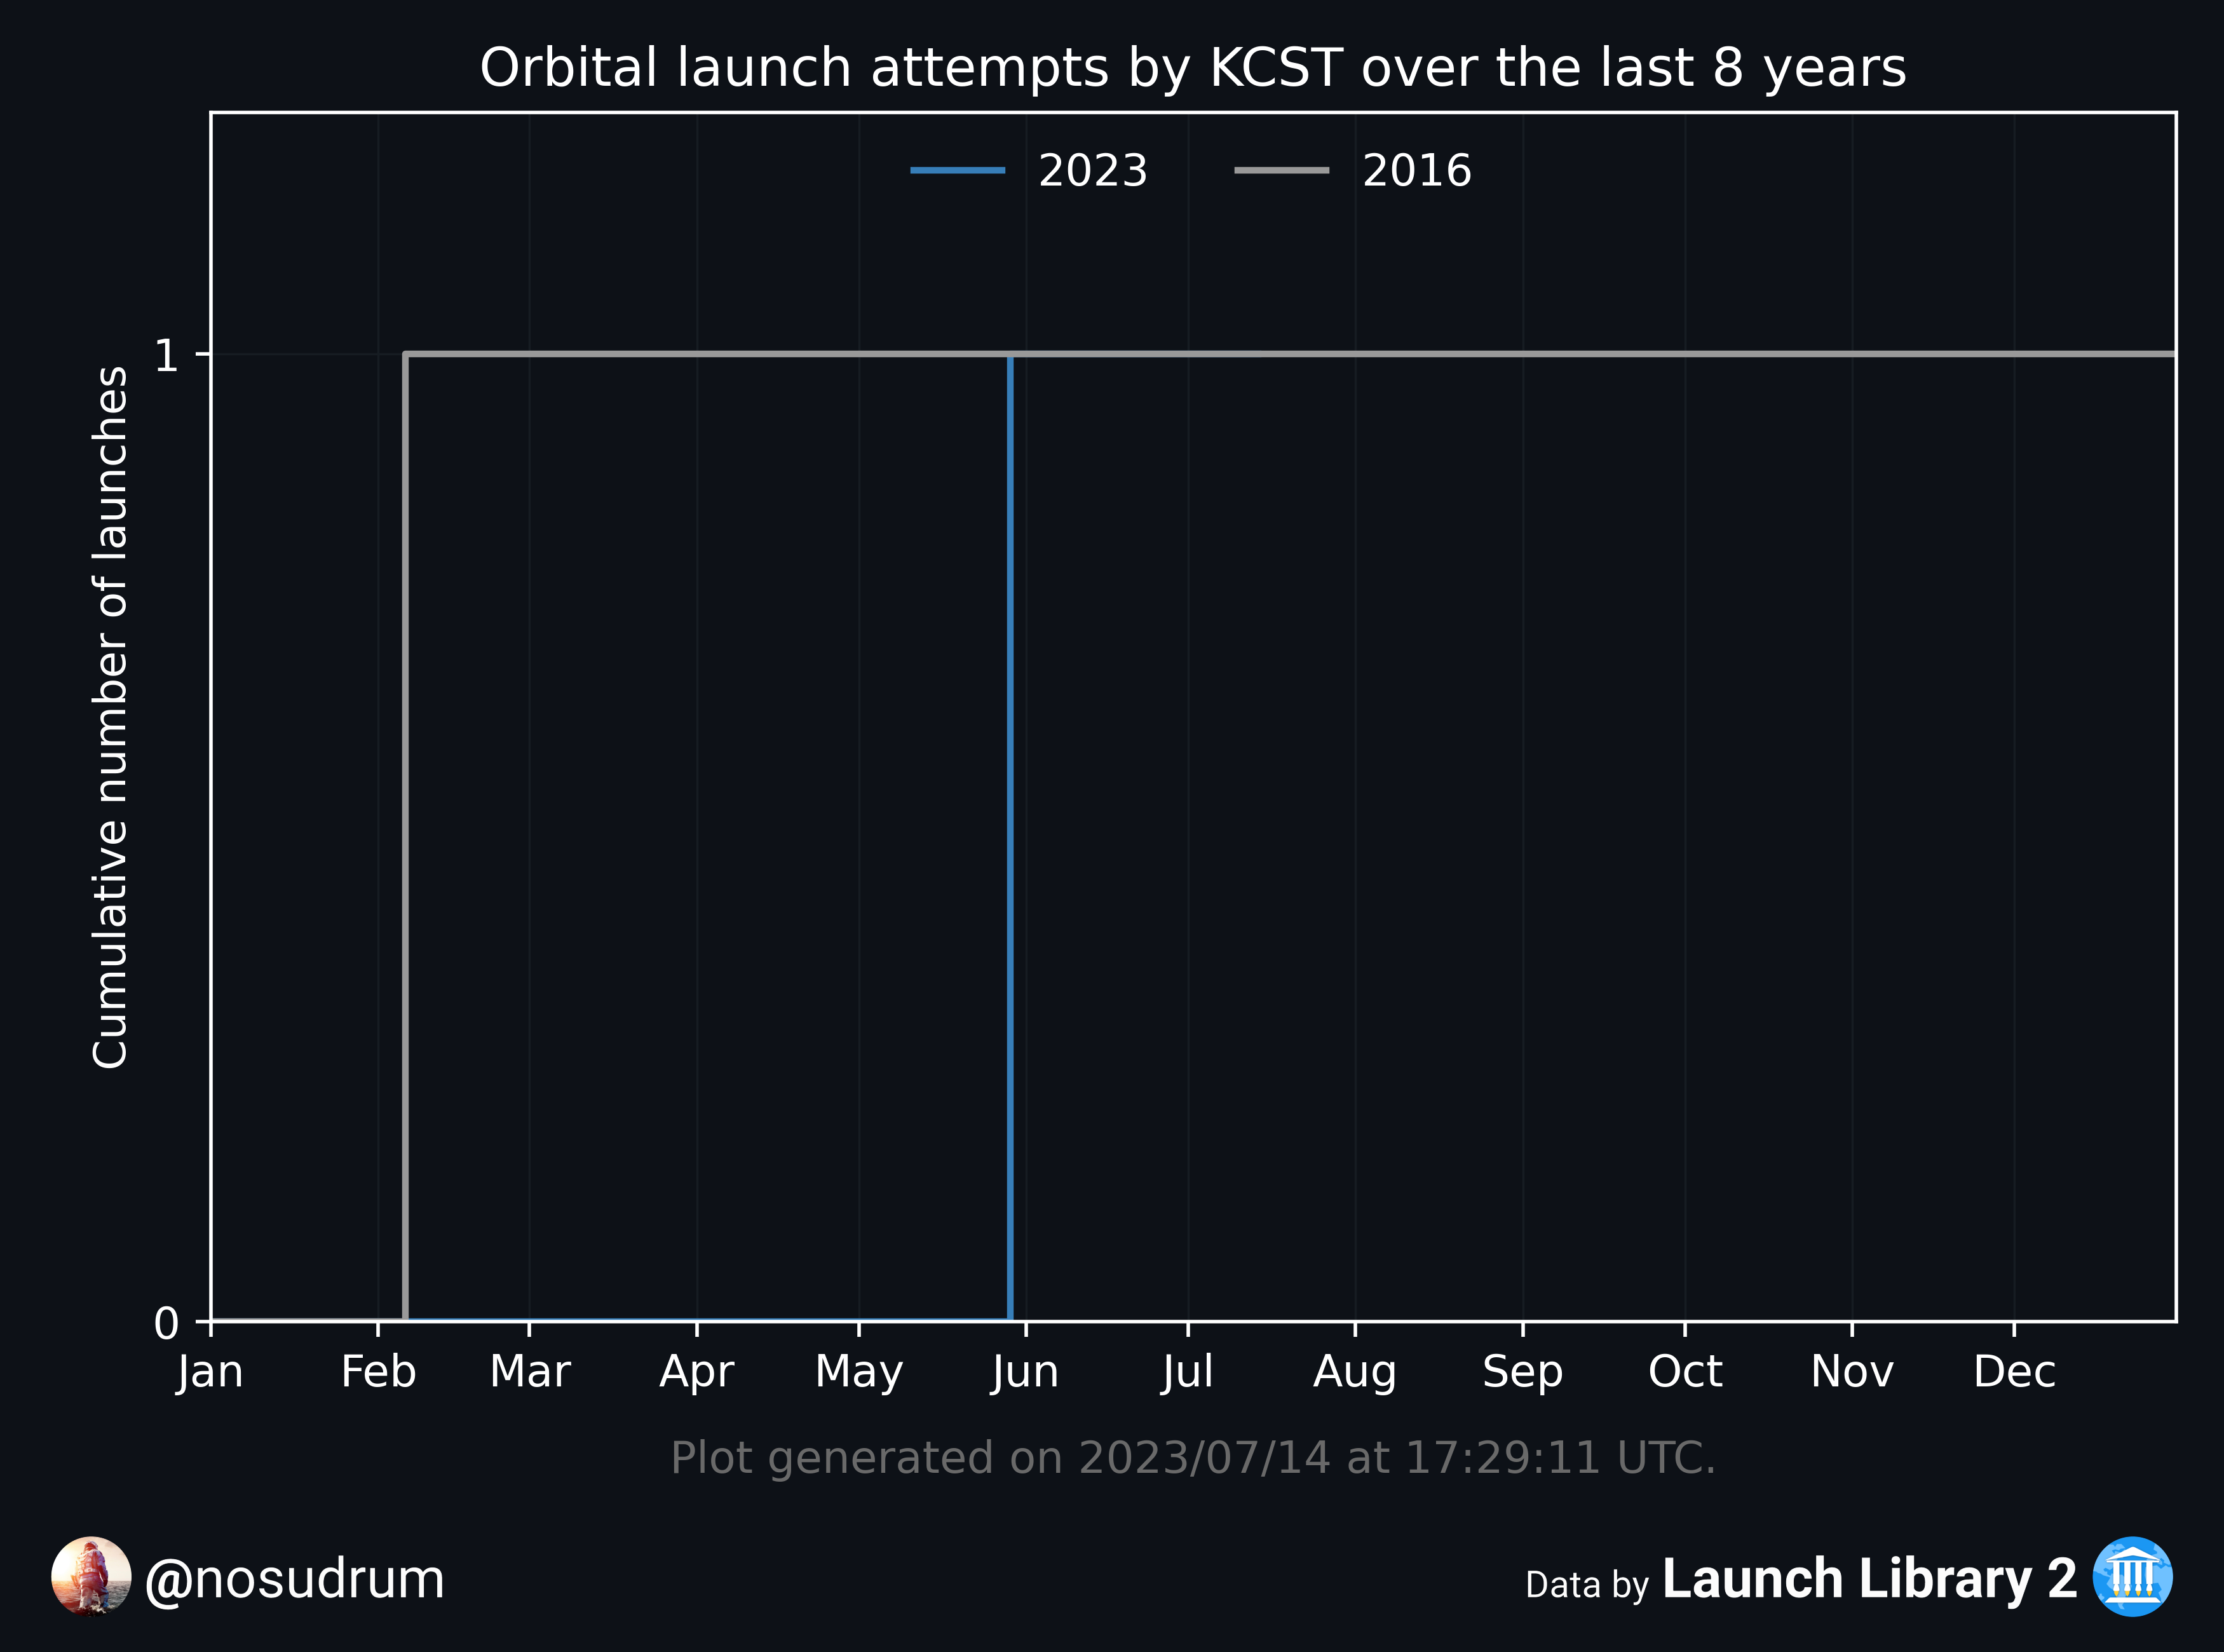 Orbital launch attempts by KCST over the last 8 years
2023 2016
Cumulative number of launches
1
0
Jan Feb Mar Apr May Jun Jul Aug Sep Oct Nov Dec
Plot generated on 2023/07/14 at 17:29:11 UTC.
@nosudrum
Data by Launch Library 2